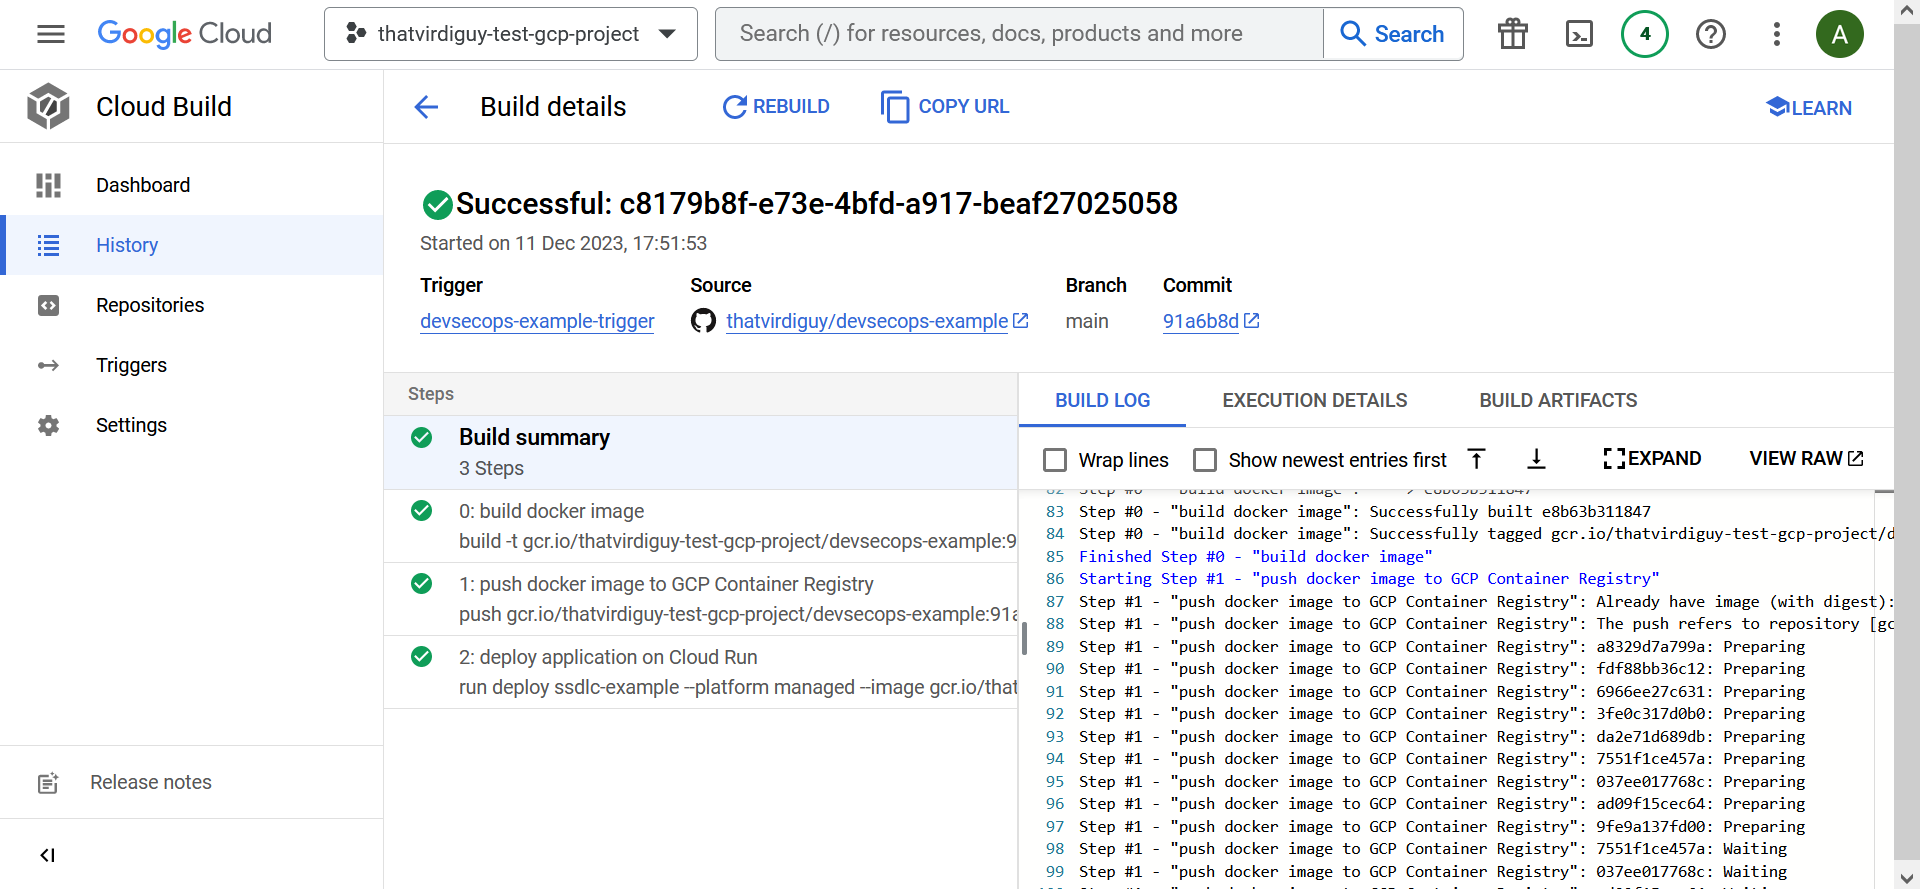 Google Cloud
thatvirdiguy-test-gcp-project
Search (/) for resources, docs, products and more
Search
4
A
Cloud Build
Build details
REBUILD
COPY URL
LEARN
Dashboard
History
Repositories
Triggers
Settings
Release notes
Successful: c8179b8f-e73e-4bfd-a917-beaf27025058
Started on 11 Dec 2023, 17:51:53
Trigger
Source
Branch
Commit
devsecops-example-trigger
thatvirdiguy/devsecops-example
main
91a6b8d
Steps
Build summary
3 Steps
0: build docker image
build -t gcr.io/thatvirdiguy-test-gcp-project/devsecops-example:9
1: push docker image to GCP Container Registry
push gcr.io/thatvirdiguy-test-gcp-project/devsecops-example:91a
2: deploy application on Cloud Run
run deploy ssdlc-example --platform managed --image gcr.io/that
BUILD LOG
EXECUTION DETAILS
BUILD ARTIFACTS
Wrap lines
Show newest entries first
EXPAND
VIEW RAW
82 Step #0 - "build docker image": ---> e8b63b311847
83 Step #0 - "build docker image": Successfully built e8b63b311847
84 Step #0 - "build docker image": Successfully tagged gcr.io/thatvirdiguy-test-gcp-project/d
85 Finished Step #0 - "build docker image"
86 Starting Step #1 - "push docker image to GCP Container Registry"
87 Step #1 - "push docker image to GCP Container Registry": Already have image (with digest):
88 Step #1 - "push docker image to GCP Container Registry": The push refers to repository [gc
89 Step #1 - "push docker image to GCP Container Registry": a8329d7a799a: Preparing
90 Step #1 - "push docker image to GCP Container Registry": fdf88bb36c12: Preparing
91 Step #1 - "push docker image to GCP Container Registry": 6966ee27c631: Preparing
92 Step #1 - "push docker image to GCP Container Registry": 3fe0c317d0b0: Preparing
93 Step #1 - "push docker image to GCP Container Registry": da2e71d689db: Preparing
94 Step #1 - "push docker image to GCP Container Registry": 7551f1ce457a: Preparing
95 Step #1 - "push docker image to GCP Container Registry": 037ee017768c: Preparing
96 Step #1 - "push docker image to GCP Container Registry": ad09f15cec64: Preparing
97 Step #1 - "push docker image to GCP Container Registry": 9fe9a137fd00: Preparing
98 Step #1 - "push docker image to GCP Container Registry": 7551f1ce457a: Waiting
99 Step #1 - "push docker image to GCP Container Registry": 037ee017768c: Waiting